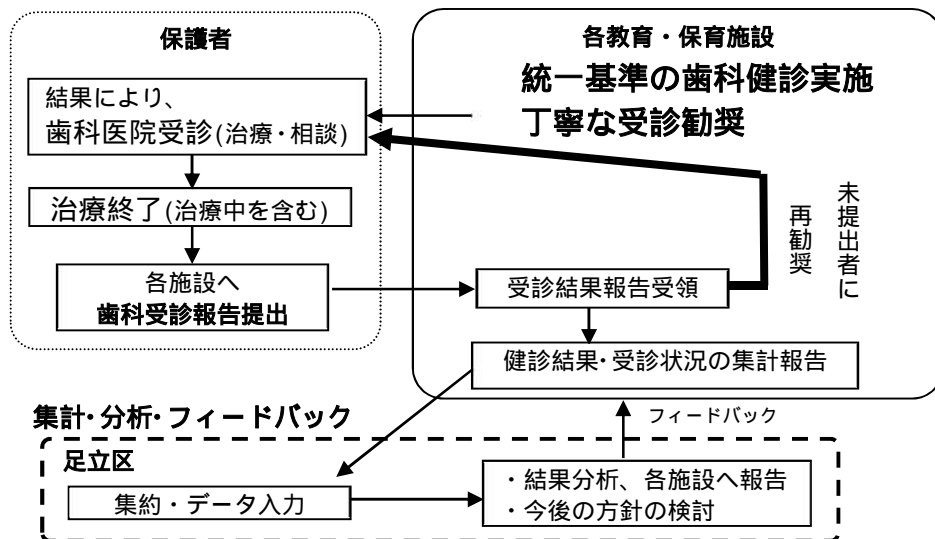 保護者
結果により、
歯科医院受診(治療・相談)
治療終了(治療中を含む)
各施設へ
歯科受診報告提出
各教育・保育施設
統一基準の歯科健診実施
丁寧な受診勧奨
未提出者に
再勧奨
受診結果報告受領
健診結果・受診状況の集計報告
集計・分析・フィードバック
フィードバック
足立区
集約・データ入力
・結果分析、各施設へ報告
・今後の方針の検討